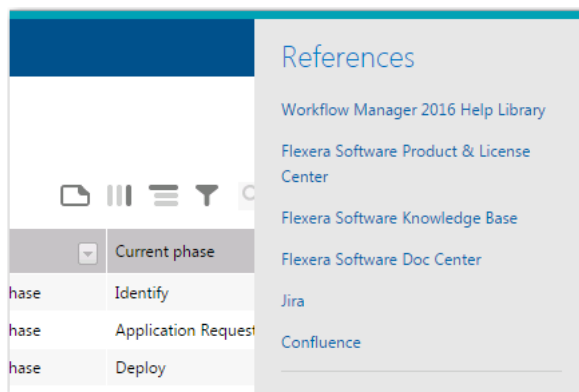 References
Workflow Manager 2016 Help Library
Flexera Software Product & License
Center
Flexera Software Knowledge Base
Flexera Software Doc Center
Jira
Confluence
Current phase
hase Identify
hase Application Request
hase Deploy